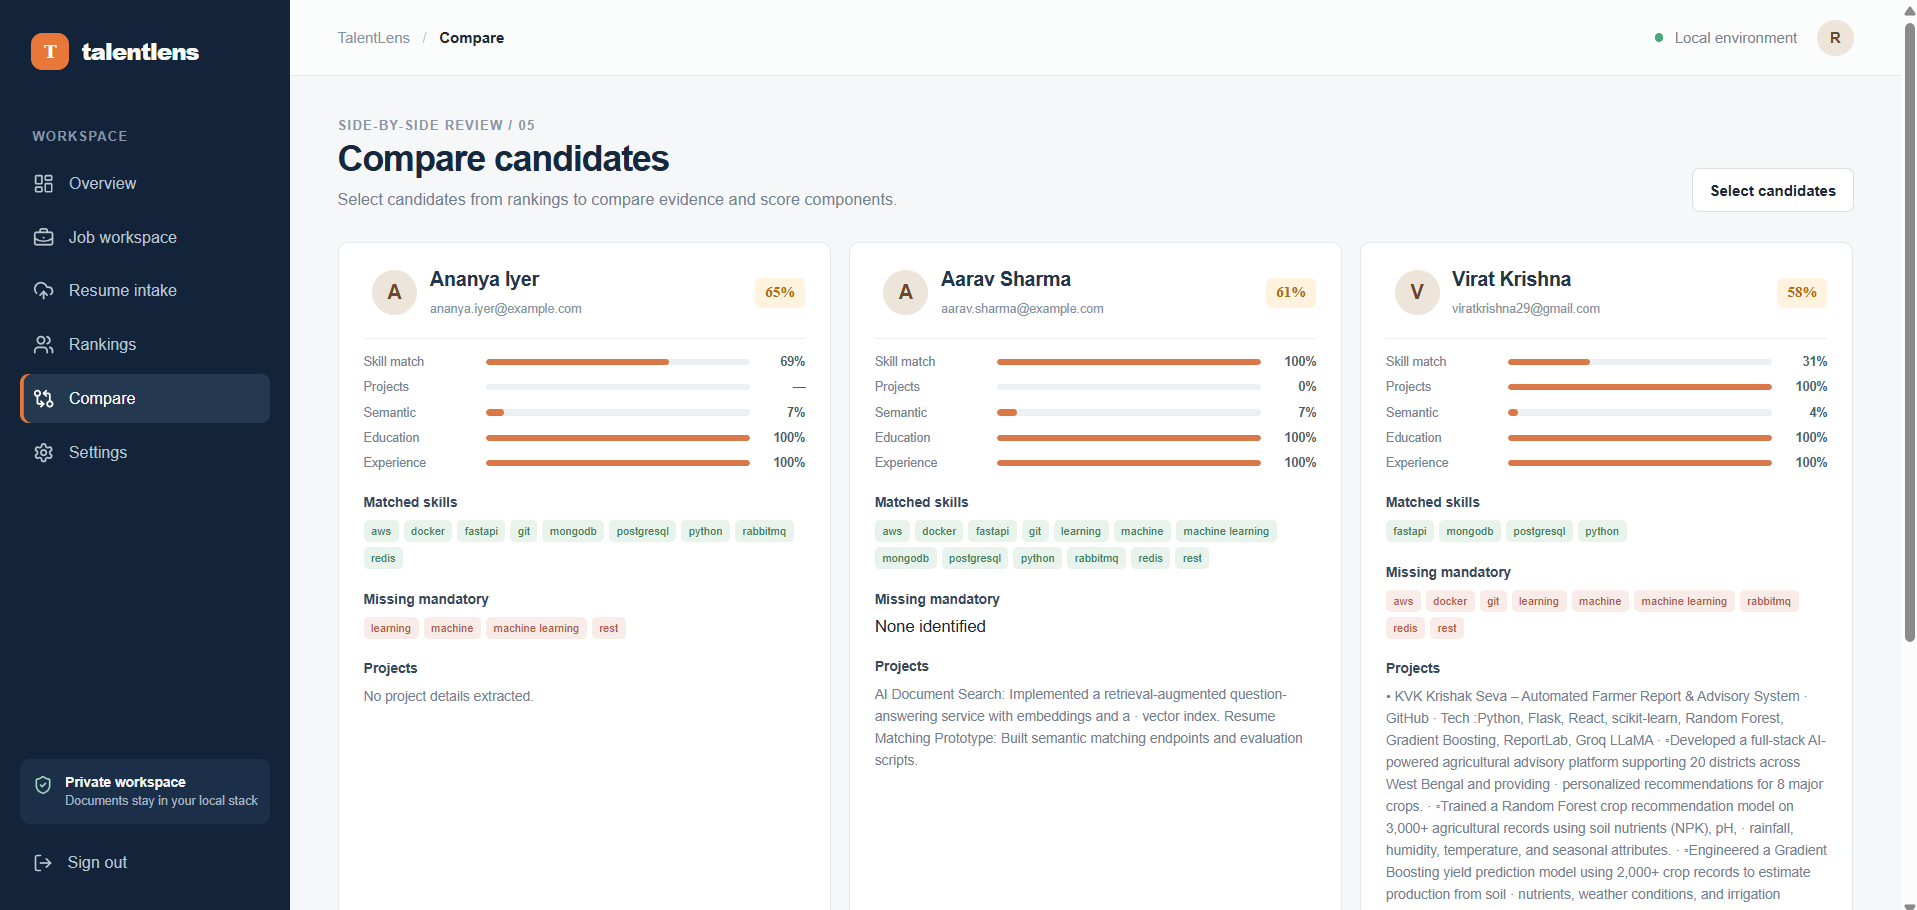 T talentlens
WORKSPACE
Overview
Job workspace
Resume intake
Rankings
Compare
Settings
Private workspace
Documents stay in your local stack
Sign out
TalentLens / Compare
Local environment R
SIDE-BY-SIDE REVIEW / 05
Compare candidates
Select candidates from rankings to compare evidence and score components.
Select candidates
A Ananya Iyer 65%
ananya.iyer@example.com
Skill match 69%
Projects —
Semantic 7%
Education 100%
Experience 100%
Matched skills
aws docker fastapi git mongodb postgresql python rabbitmq
redis
Missing mandatory
learning machine machine learning rest
Projects
No project details extracted.
A Aarav Sharma 61%
aarav.sharma@example.com
Skill match 100%
Projects 0%
Semantic 7%
Education 100%
Experience 100%
Matched skills
aws docker fastapi git learning machine machine learning
mongodb postgresql python rabbitmq redis rest
Missing mandatory
None identified
Projects
AI Document Search: Implemented a retrieval-augmented question-
answering service with embeddings and a · vector index. Resume
Matching Prototype: Built semantic matching endpoints and evaluation
scripts.
V Virat Krishna 58%
viratkrishna29@gmail.com
Skill match 31%
Projects 100%
Semantic 4%
Education 100%
Experience 100%
Matched skills
fastapi mongodb postgresql python
Missing mandatory
aws docker git learning machine machine learning rabbitmq
redis rest
Projects
• KVK Krishak Seva – Automated Farmer Report & Advisory System ·
GitHub · Tech :Python, Flask, React, scikit-learn, Random Forest,
Gradient Boosting, ReportLab, Groq LLaMA · ◦Developed a full-stack AI-
powered agricultural advisory platform supporting 20 districts across
West Bengal and providing · personalized recommendations for 8 major
crops. · ◦Trained a Random Forest crop recommendation model on
3,000+ agricultural records using soil nutrients (NPK), pH, · rainfall,
humidity, temperature, and seasonal attributes. · ◦Engineered a Gradient
Boosting yield prediction model using 2,000+ crop records to estimate
production from soil · nutrients, weather conditions, and irrigation